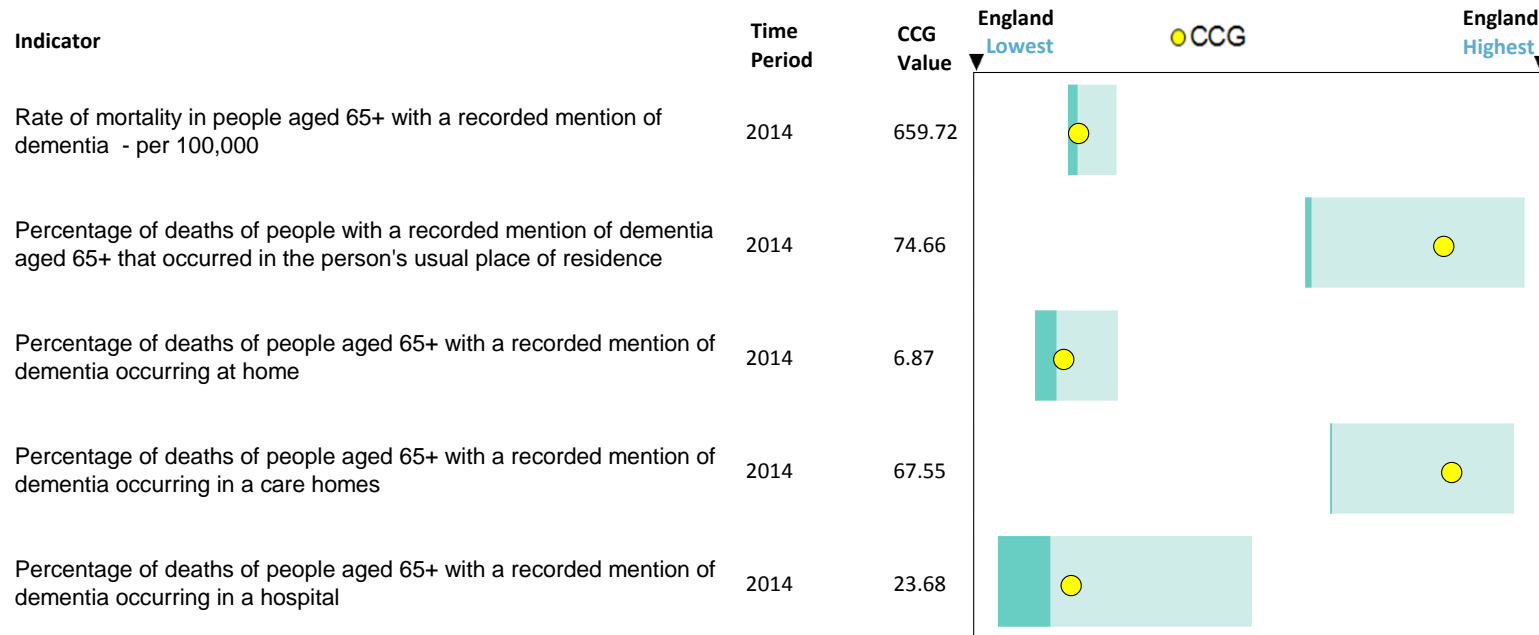 Indicator
Time Period
CCG Value
England Lowest
CCG
England Highest
Rate of mortality in people aged 65+ with a recorded mention of
dementia - per 100,000
2014
659.72
Percentage of deaths of people with a recorded mention of dementia
aged 65+ that occurred in the person's usual place of residence
2014
74.66
Percentage of deaths of people aged 65+ with a recorded mention of
dementia occurring at home
2014
6.87
Percentage of deaths of people aged 65+ with a recorded mention of
dementia occurring in a care homes
2014
67.55
Percentage of deaths of people aged 65+ with a recorded mention of
dementia occurring in a hospital
2014
23.68